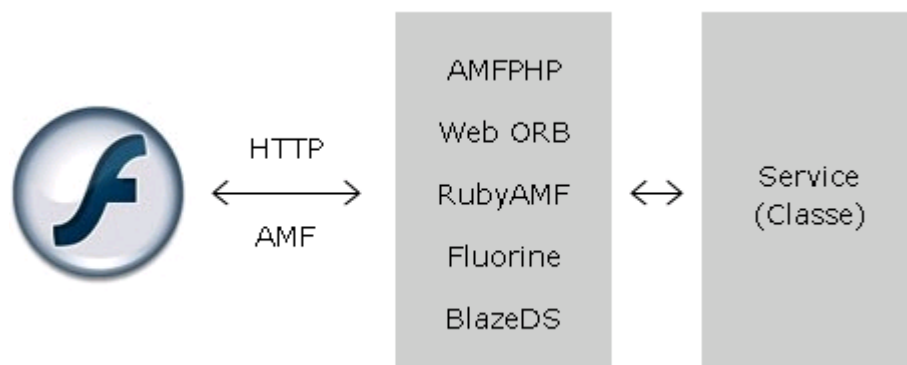 HTTP
AMF
AMFPHP
Web ORB
RubyAMF
Fluorine
BlazeDS
Service
(Classe)